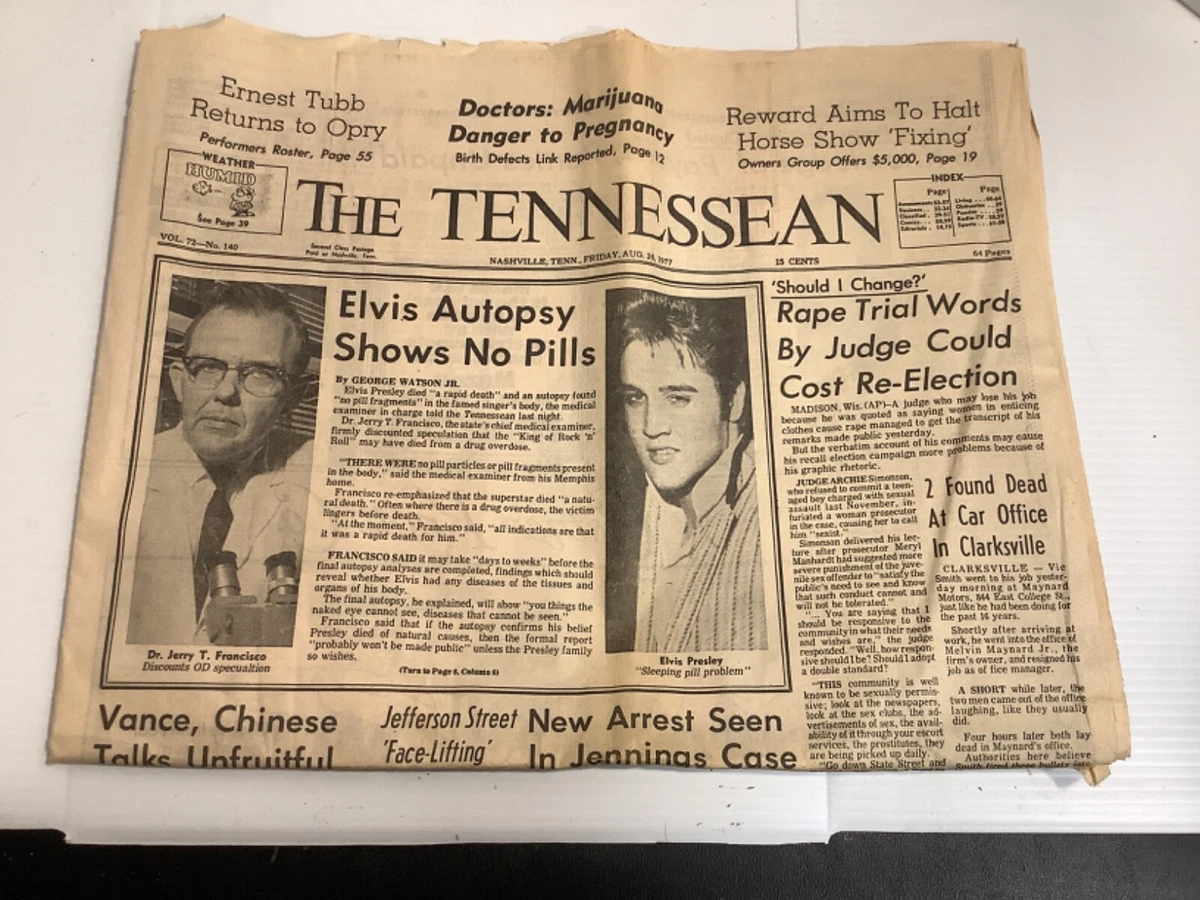 Ernest Tubb
Returns to Opry
Performers Roster, Page 55
Doctors: Marijuana
Danger to Pregnancy
Birth Defects Link Reported, Page 12
Reward Aims To Halt
Horse Show 'Fixing'
Owners Group Offers $5,000, Page 19
WEATHER
HUMID
See Page 39
THE TENNESSEAN
INDEX
Page
Page
VOL. 72—No. 140
Second Class Postage
Paid at Nashville, Tenn.
NASHVILLE, TENN., FRIDAY, AUG. 1977
15 CENTS
64 Pages
Elvis Autopsy
Shows No Pills
By GEORGE WATSON JR.
Elvis Presley died "a rapid death" and an autopsy found
"no pill fragments" in the famed singer's body, the medical
examiner in charge told the Tennessean last night.
Dr. Jerry T. Francisco, the state's chief medical examiner,
firmly discounted speculation that the "King of Rock 'n'
Roll" may have died from a drug overdose.
"THERE WERE no pill particles or pill fragments present
in the body," said the medical examiner from his Memphis
home.
Francisco re-emphasized that the superstar died "a natu-
ral death." Often where there is a drug overdose, the victim
lingers before death.
"At the moment," Francisco said, "all indications are that
it was a rapid death for him."
FRANCISCO SAID it may take "days to weeks" before the
final autopsy analyses are completed, findings which should
reveal whether Elvis had any diseases of the tissues and
organs of his body.
The final autopsy, he explained, will show "you things the
naked eye cannot see, diseases that cannot be seen."
Francisco said that if the autopsy confirms his belief
Presley died of natural causes, then the formal report
"probably won't be made public" unless the Presley family
so wishes.
(Turn to Page 8, Column 6)
Dr. Jerry T. Francisco
Discounts OD specualtion
Elvis Presley
"Sleeping pill problem"
'Should I Change?'
Rape Trial Words
By Judge Could
Cost Re-Election
MADISON, Wis. (AP)—A judge who may lose his job
because he was quoted as saying women in enticing
clothes cause rape managed to get the transcript of his
remarks made public yesterday.
But the verbatim account of his comments may cause
his recall election campaign more problems because of
his graphic rhetoric.
JUDGE ARCHIE Simonson,
who refused to commit a teen-
aged boy charged with sexual
assault last November, in-
furiated a woman prosecutor
in the case, causing her to call
him "sexist."
Simonson delivered his lec-
ture after prosecutor Meryl
Manhardt had suggested more
severe punishment of the juve-
nile sex offender to "satisfy the
public's need to see and know
that such conduct cannot and
will not be tolerated."
"... You are saying that I
should be responsive to the
community in what their needs
and wishes are," the judge
responded. "Well, how respon-
sive should I be? Should I adopt
a double standard?
"THIS community is well
known to be sexually permis-
sive; look at the newspapers,
look at the sex clubs, the ad-
vertisements of sex, the avail-
ability of it through your escort
services, the prostitutes, they
are being picked up daily.
"Go down State Street and
2 Found Dead
At Car Office
In Clarksville
CLARKSVILLE — Vic
Smith went to his job yester-
day morning at Maynard
Motors, 844 East College St.,
just like he had been doing for
the past 16 years.
Shortly after arriving at
work, he went into the office of
Melvin Maynard Jr., the
firm's owner, and resigned his
job as office manager.
A SHORT while later, the
two men came out of the office
laughing, like they usually
did.
Four hours later both lay
dead in Maynard's office.
Authorities here believe
Smith fired three bullets into
Vance, Chinese
Talks Unfruitful
Jefferson Street
'Face-Lifting'
New Arrest Seen
In Jennings Case